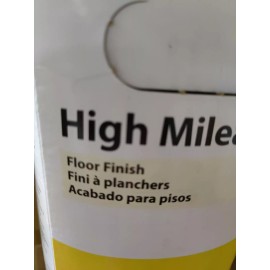 High Milea
Floor Finish
Fini à planchers
Acabado para pisos